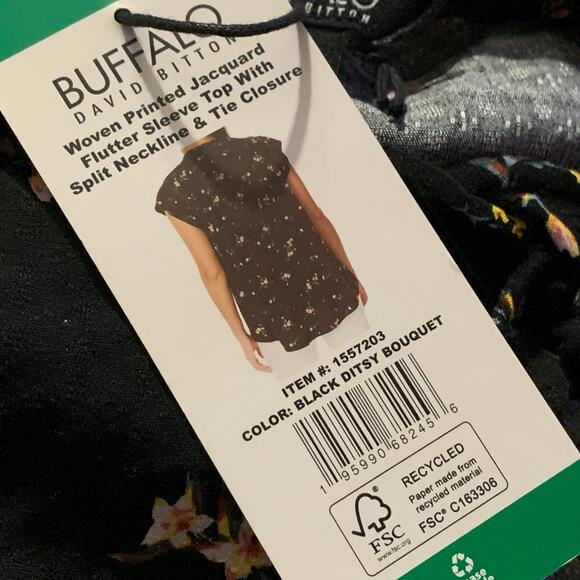 BITTON
BUFFALO
DAVID BITTON
Woven Printed Jacquard
Flutter Sleeve Top With
Split Neckline & Tie Closure
ITEM #: 1557203
COLOR: BLACK DITSY BOUQUET
1 95990 68245 6
FSC
www.fsc.org
RECYCLED
Paper made from
recycled material
FSC® C163306